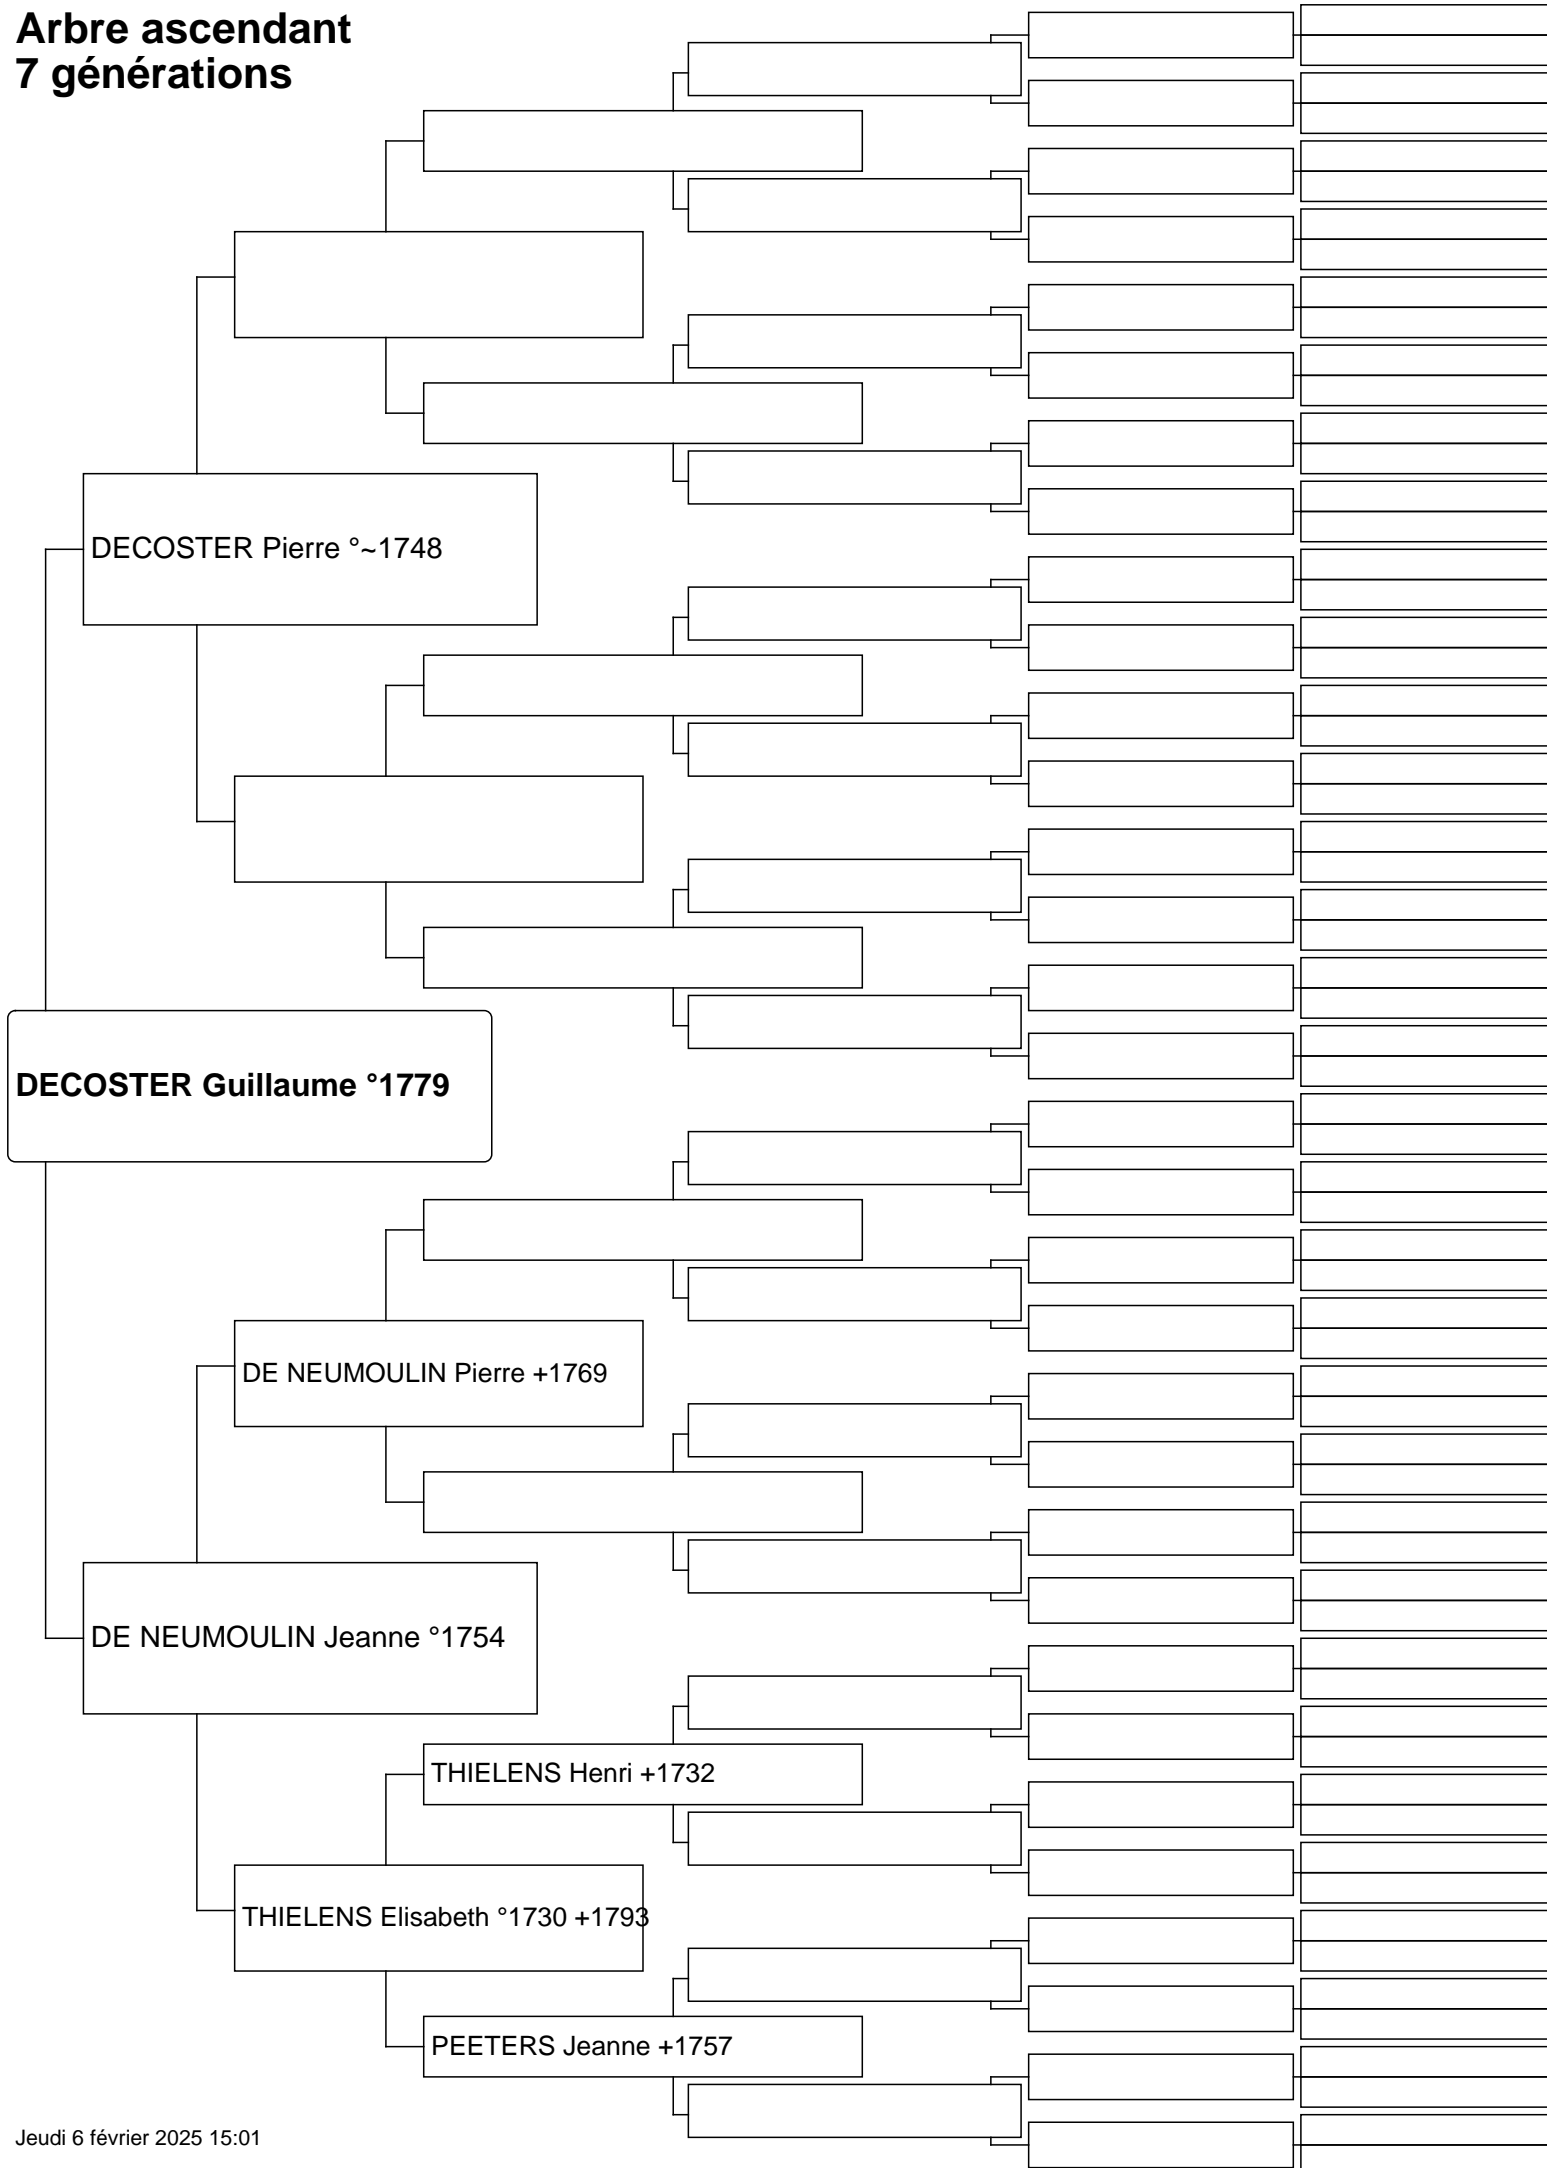 Arbre ascendant
7 générations
DECOSTER Pierre °~1748
DECOSTER Guillaume °1779
DE NEUMOULIN Pierre +1769
DE NEUMOULIN Jeanne °1754
THIELENS Henri +1732
THIELENS Elisabeth °1730 +1793
PEETERS Jeanne +1757
Jeudi 6 février 2025 15:01